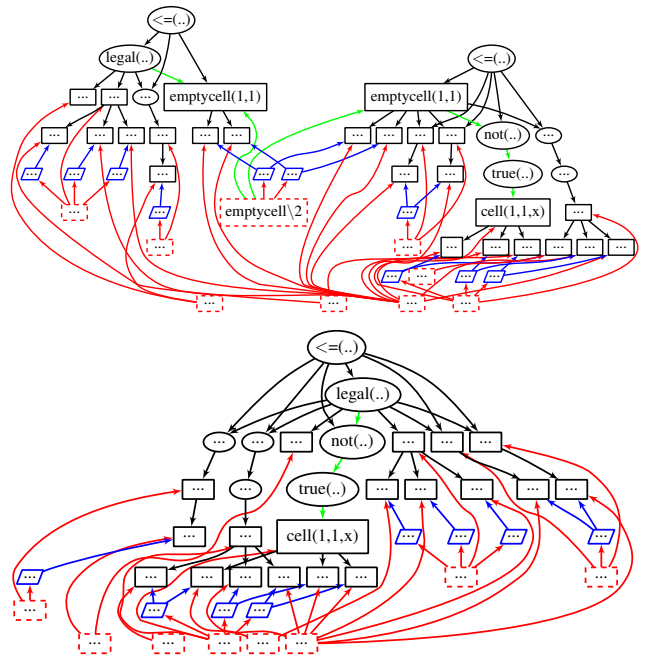 <=(..)
legal(..) <=(..)
... ... ... emptycell(1,1) emptycell(1,1)
... ... ... ... ... ... ... ... ... ... not(..) ...
... ... ... ... ... ... ... ... true(..) ...
... ... emptycell\2 ... cell(1,1,x) ...
... ... ... ... ... ... ... ...
... ... ... ...
... ... ... ...
<=(..)
legal(..)
... ... ... not(..) ... ... ...
... ... true(..) ... ... ... ... ...
... ... cell(1,1,x) ... ... ... ...
... ... ... ... ... ... ... ... ...
... ... ... ...
... ... ... ... ...